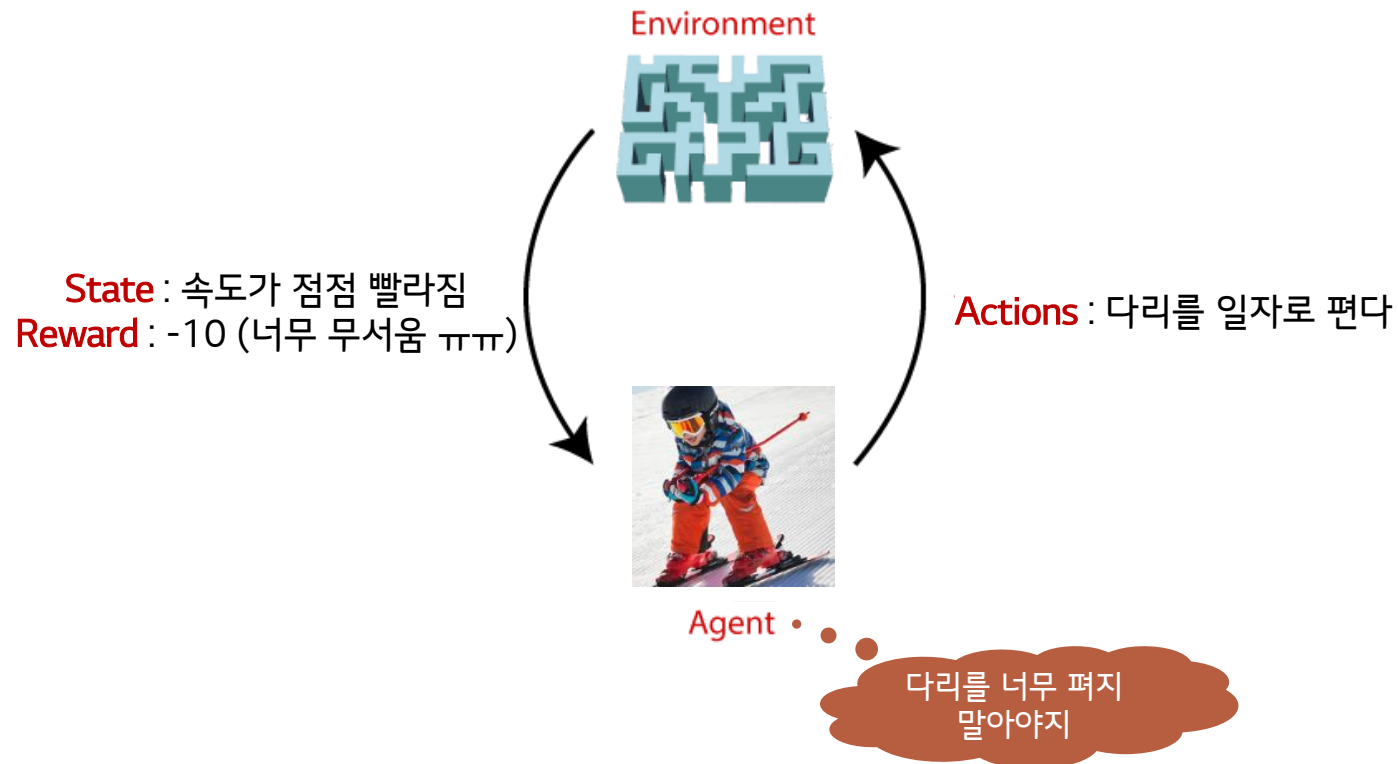 Environment
State : 속도가 점점 빨라짐
Reward : -10 (너무 무서움 ㅠㅠ)
Actions : 다리를 일자로 편다
Agent
다리를 너무 펴지
말아야지